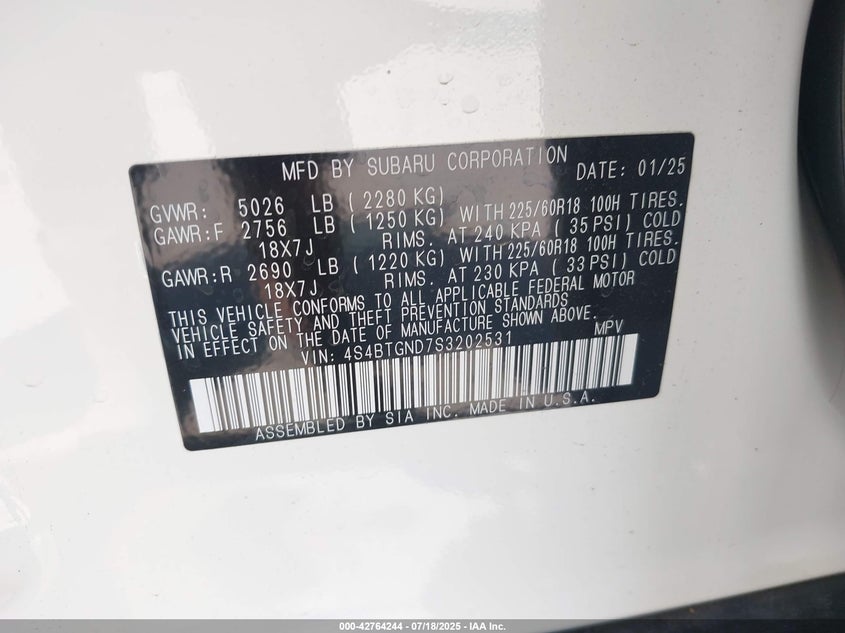 MFD BY SUBARU CORPORATION DATE: 01/25
GVWR: 5026 LB ( 2280 KG)
GAWR:F 2756 LB ( 1250 KG) WITH 225/60R18 100H TIRES.
18X7J RIMS. AT 240 KPA ( 35 PSI) COLD
GAWR:R 2690 LB ( 1220 KG) WITH 225/60R18 100H TIRES.
18X7J RIMS. AT 230 KPA ( 33 PSI) COLD
THIS VEHICLE CONFORMS TO ALL APPLICABLE FEDERAL MOTOR
VEHICLE SAFETY AND THEFT PREVENTION STANDARDS
IN EFFECT ON THE DATE OF MANUFACTURE SHOWN ABOVE.
VIN: 4S4BTGND7S3202531 MPV
ASSEMBLED BY SIA INC. MADE IN U.S.A.
000-42764244 / 07/18/2025 - IAA Inc.